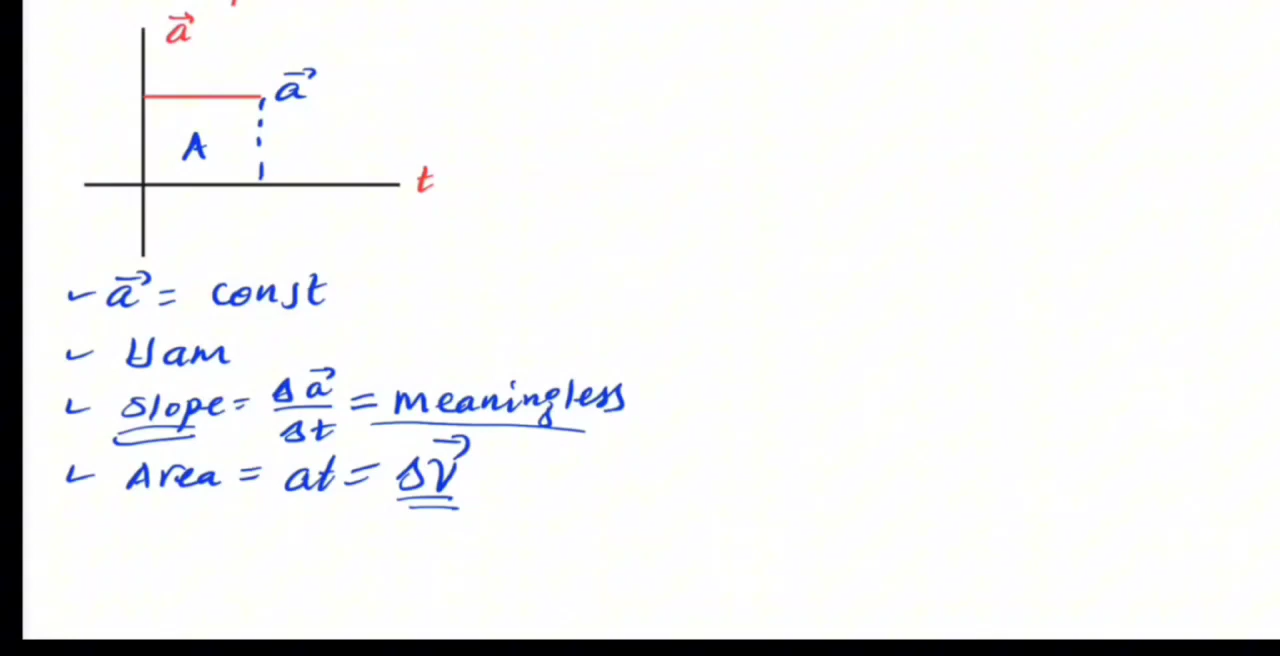 a⃗
a⃗
A
t
a⃗ = const
Uam
slope = Δa⃗/Δt = meaningless
Area = at = ΔV⃗